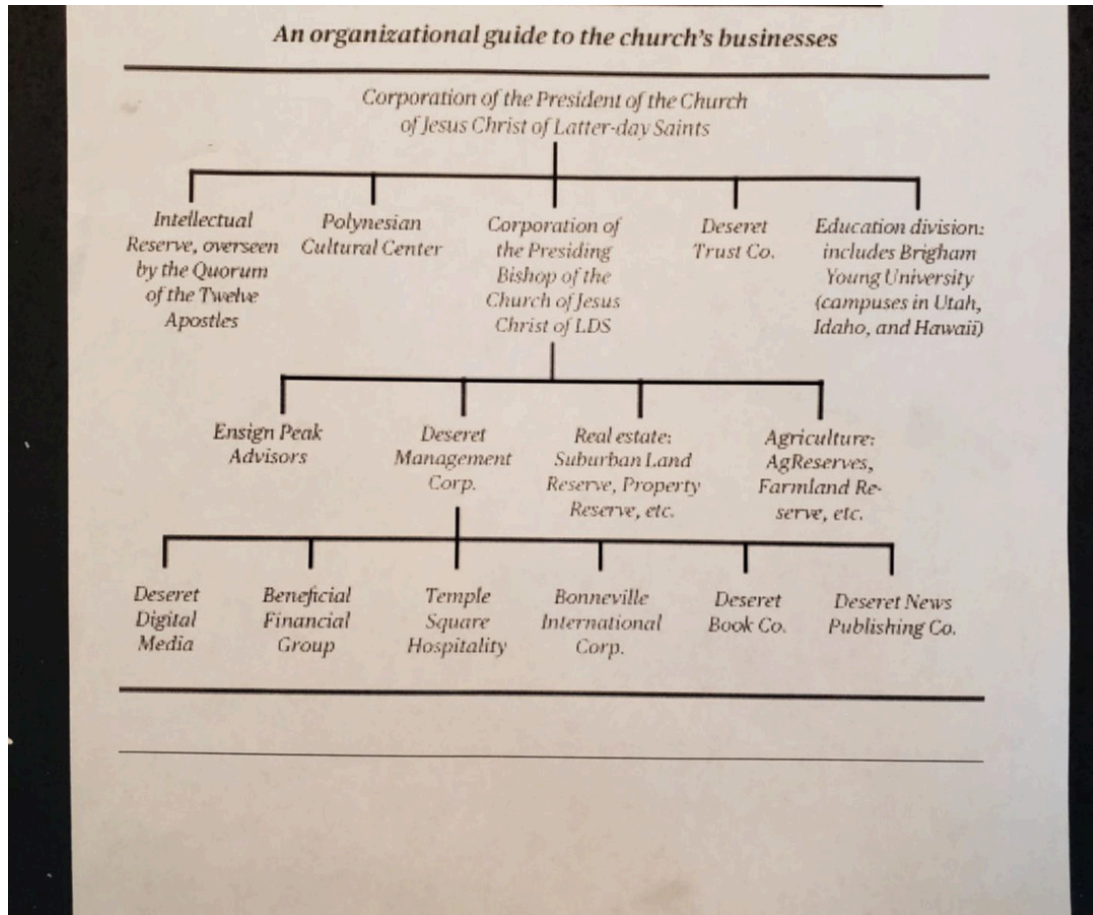 An organizational guide to the church's businesses
Corporation of the President of the Church
of Jesus Christ of Latter-day Saints
Intellectual
Reserve, overseen
by the Quorum
of the Twelve
Apostles
Polynesian
Cultural Center
Corporation of
the Presiding
Bishop of the
Church of Jesus
Christ of LDS
Deseret
Trust Co.
Education division:
includes Brigham
Young University
(campuses in Utah,
Idaho, and Hawaii)
Ensign Peak
Advisors
Deseret
Management
Corp.
Real estate:
Suburban Land
Reserve, Property
Reserve, etc.
Agriculture:
AgReserves,
Farmland Re-
serve, etc.
Deseret
Digital
Media
Beneficial
Financial
Group
Temple
Square
Hospitality
Bonneville
International
Corp.
Deseret
Book Co.
Deseret News
Publishing Co.